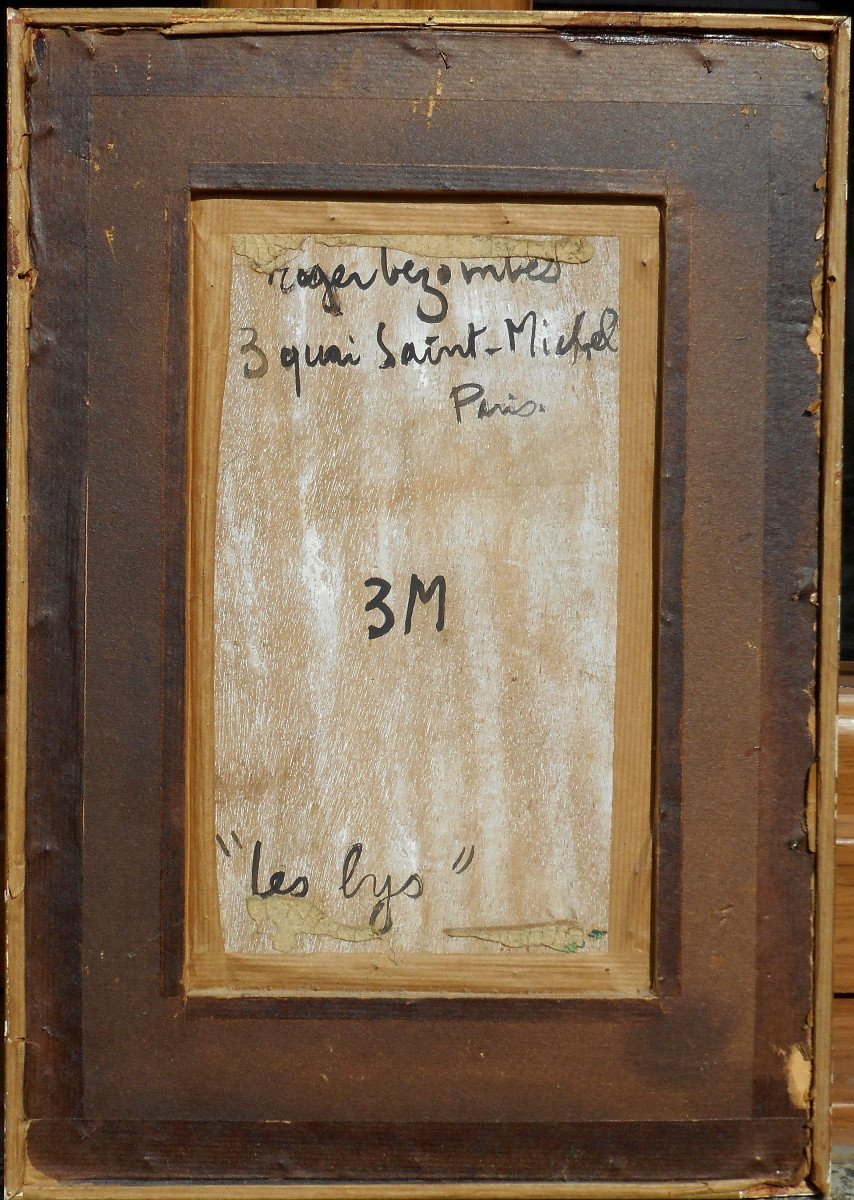 roger bezombes
3 quai Saint-Michel
Paris.
3M
"les lys"